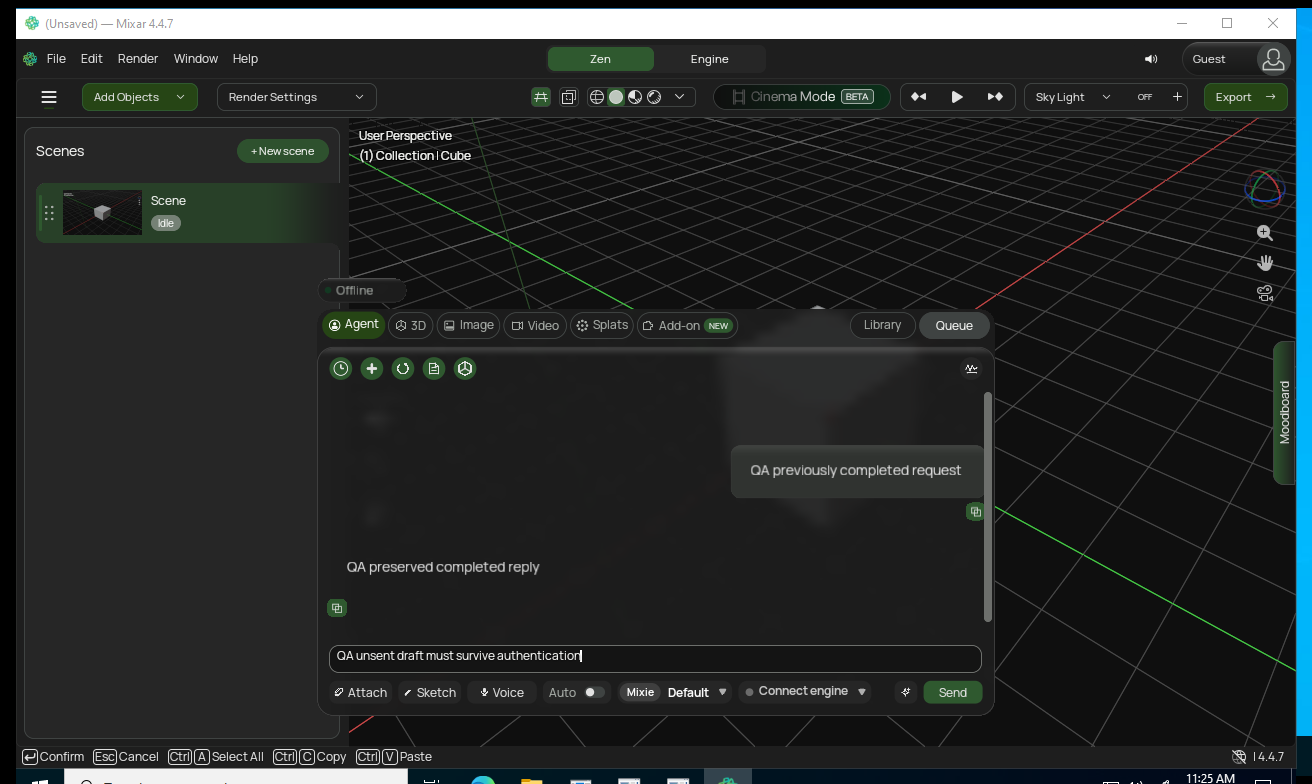 (Unsaved) — Mixar 4.4.7
File Edit Render Window Help
Zen Engine
Guest
Add Objects
Render Settings
Cinema Mode BETA
Sky Light
OFF
Export
Scenes
+ New scene
Scene
Idle
User Perspective
(1) Collection | Cube
Offline
Agent 3D Image Video Splats Add-on NEW
Library Queue
QA previously completed request
QA preserved completed reply
QA unsent draft must survive authentication
Attach Sketch Voice Auto Mixie Default Connect engine Send
Moodboard
Confirm Esc Cancel Ctrl A Select All Ctrl C Copy Ctrl V Paste
4.4.7
11:25 AM